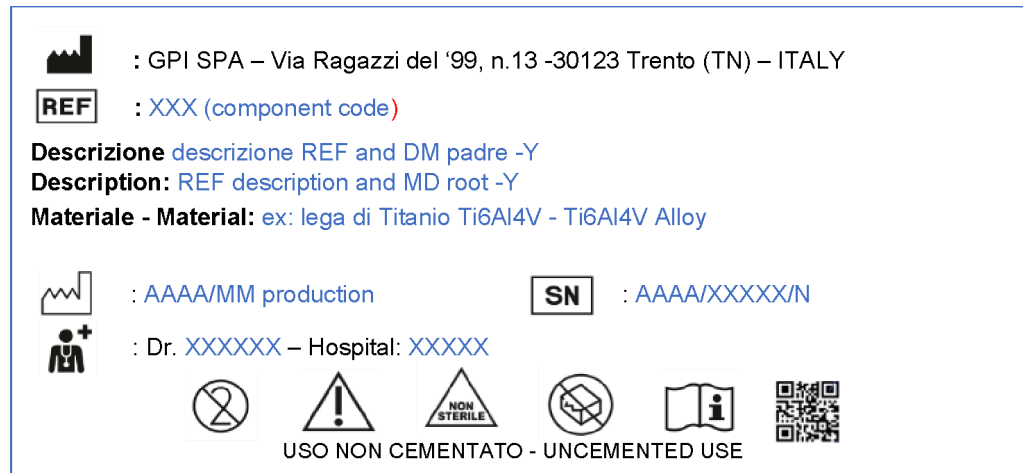 : GPI SPA – Via Ragazzi del ‘99, n.13 -30123 Trento (TN) – ITALY
REF : XXX (component code)
Descrizione descrizione REF and DM padre -Y
Description: REF description and MD root -Y
Materiale - Material: ex: lega di Titanio Ti6Al4V - Ti6Al4V Alloy
: AAAA/MM production SN : AAAA/XXXXX/N
: Dr. XXXXXX – Hospital: XXXXX
2 NON STERILE i
USO NON CEMENTATO - UNCEMENTED USE